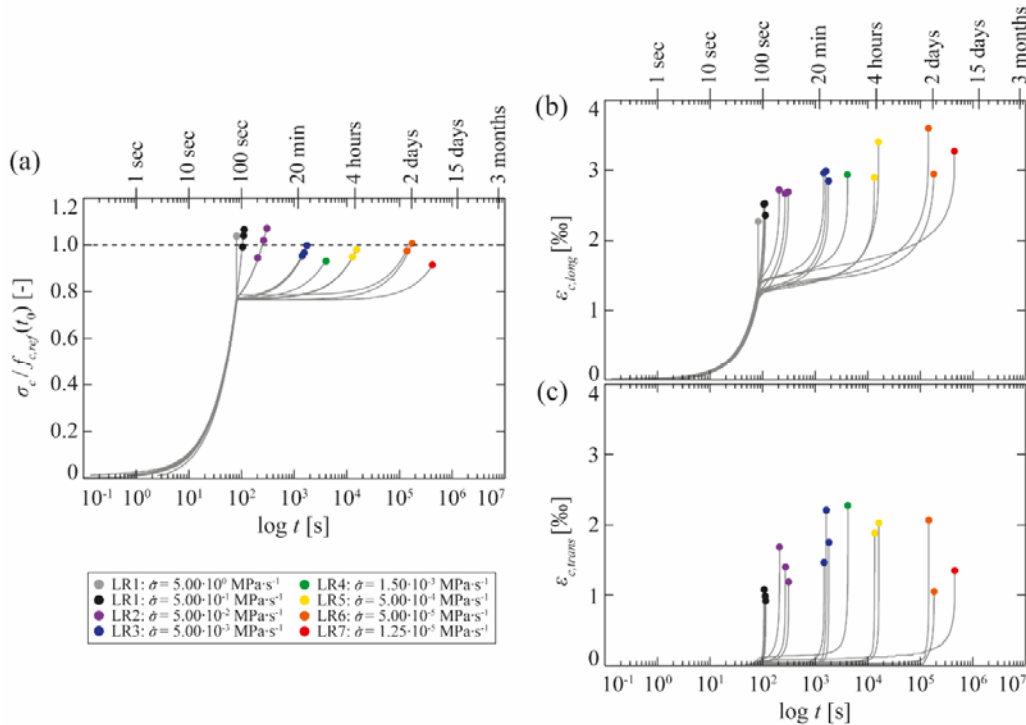 (a)
1 sec
10 sec
100 sec
20 min
4 hours
2 days
15 days
3 months
σc / fc,ref(t0) [-]
1.2
1.0
0.8
0.6
0.4
0.2
0
10⁻¹ 10⁰ 10¹ 10² 10³ 10⁴ 10⁵ 10⁶ 10⁷
log t [s]
LR1: σ̇ = 5.00·10⁰ MPa·s⁻¹
LR1: σ̇ = 5.00·10⁻¹ MPa·s⁻¹
LR2: σ̇ = 5.00·10⁻² MPa·s⁻¹
LR3: σ̇ = 5.00·10⁻³ MPa·s⁻¹
LR4: σ̇ = 1.50·10⁻³ MPa·s⁻¹
LR5: σ̇ = 5.00·10⁻⁴ MPa·s⁻¹
LR6: σ̇ = 5.00·10⁻⁵ MPa·s⁻¹
LR7: σ̇ = 1.25·10⁻⁵ MPa·s⁻¹
1 sec
10 sec
100 sec
20 min
4 hours
2 days
15 days
3 months
(b)
εc,long [‰]
4
3
2
1
0
(c)
εc,trans [‰]
4
3
2
1
0
10⁻¹ 10⁰ 10¹ 10² 10³ 10⁴ 10⁵ 10⁶ 10⁷
log t [s]